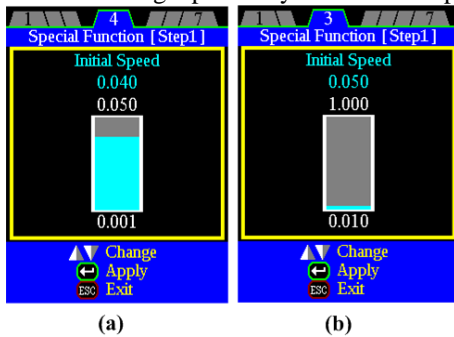 1 4 7
Special Function [Step1]
Initial Speed
0.040
0.050
0.001
Change
Apply
ESC Exit
(a)
1 3 7
Special Function [Step1]
Initial Speed
0.050
1.000
0.010
Change
Apply
ESC Exit
(b)